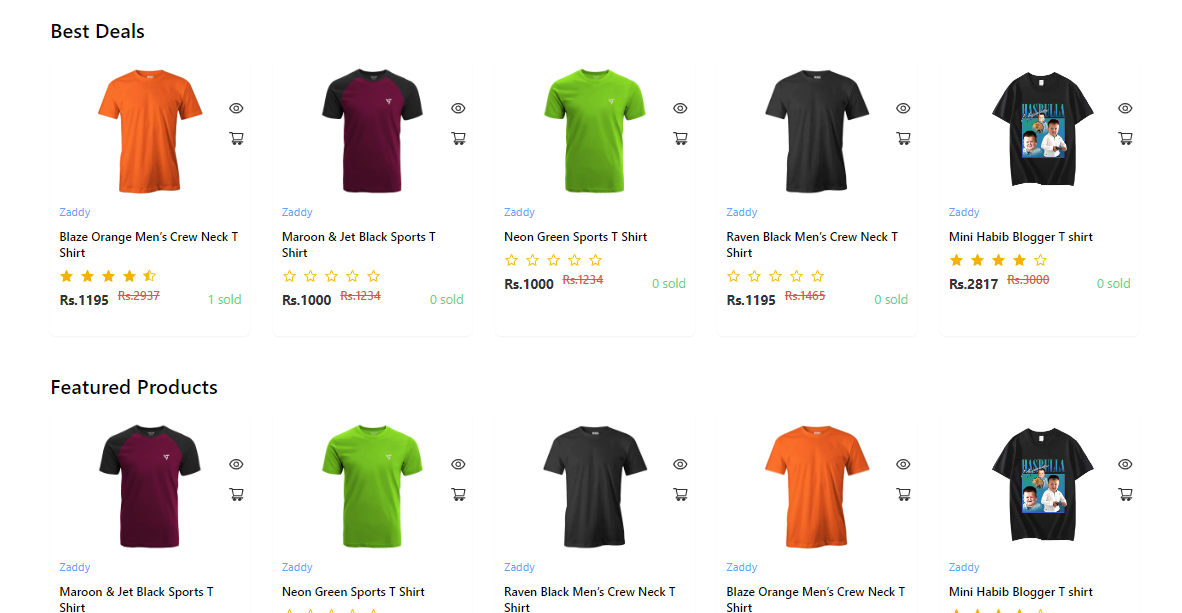 Best Deals
Zaddy
Blaze Orange Men’s Crew Neck T
Shirt
Rs.1195 Rs.2937 1 sold
Zaddy
Maroon & Jet Black Sports T
Shirt
Rs.1000 Rs.1234 0 sold
Zaddy
Neon Green Sports T Shirt
Rs.1000 Rs.1234 0 sold
Zaddy
Raven Black Men’s Crew Neck T
Shirt
Rs.1195 Rs.1465 0 sold
HASBULLA
Zaddy
Mini Habib Blogger T shirt
Rs.2817 Rs.3000 0 sold
Featured Products
Zaddy
Maroon & Jet Black Sports T
Shirt
Zaddy
Neon Green Sports T Shirt
Zaddy
Raven Black Men’s Crew Neck T
Shirt
Zaddy
Blaze Orange Men’s Crew Neck T
Shirt
HASBULLA
Zaddy
Mini Habib Blogger T shirt